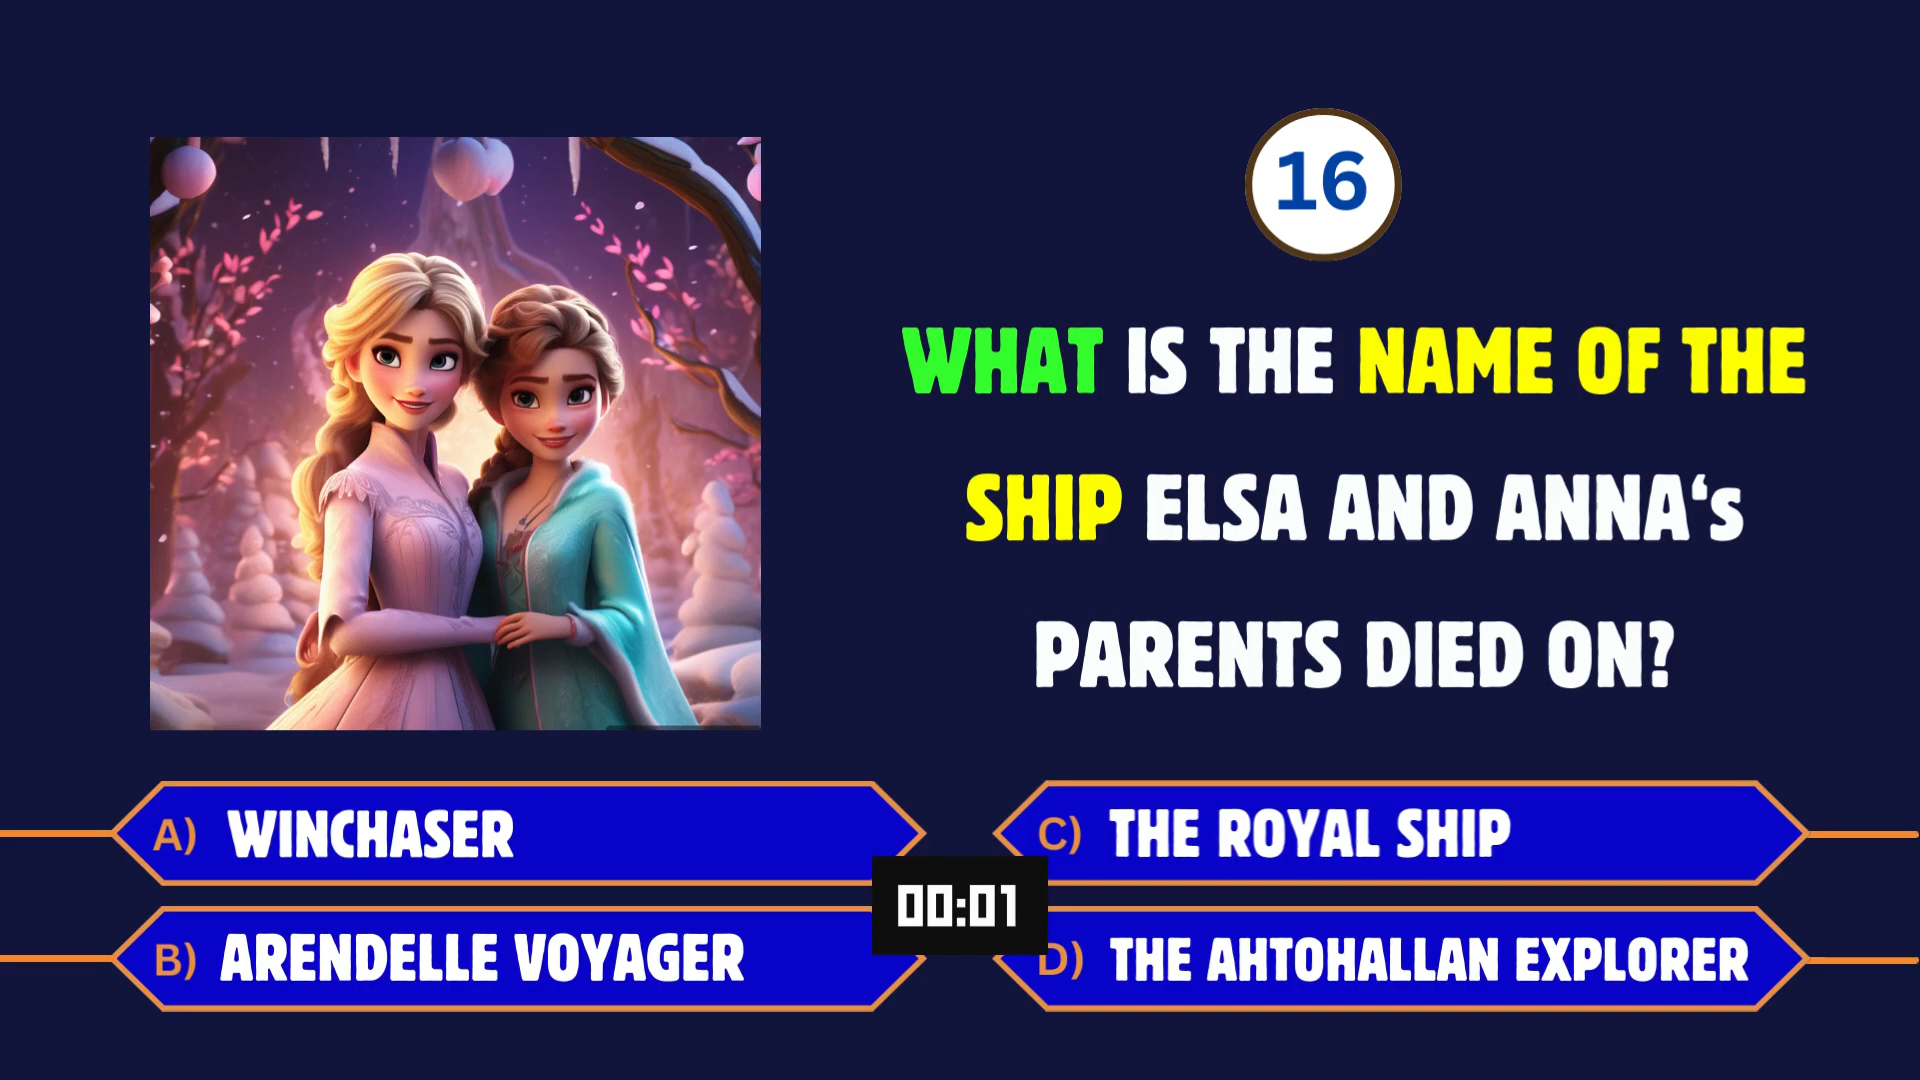 16
WHAT IS THE NAME OF THE
SHIP ELSA AND ANNA‘s
PARENTS DIED ON?
A) WINCHASER
C) THE ROYAL SHIP
00:01
B) ARENDELLE VOYAGER
D) THE AHTOHALLAN EXPLORER